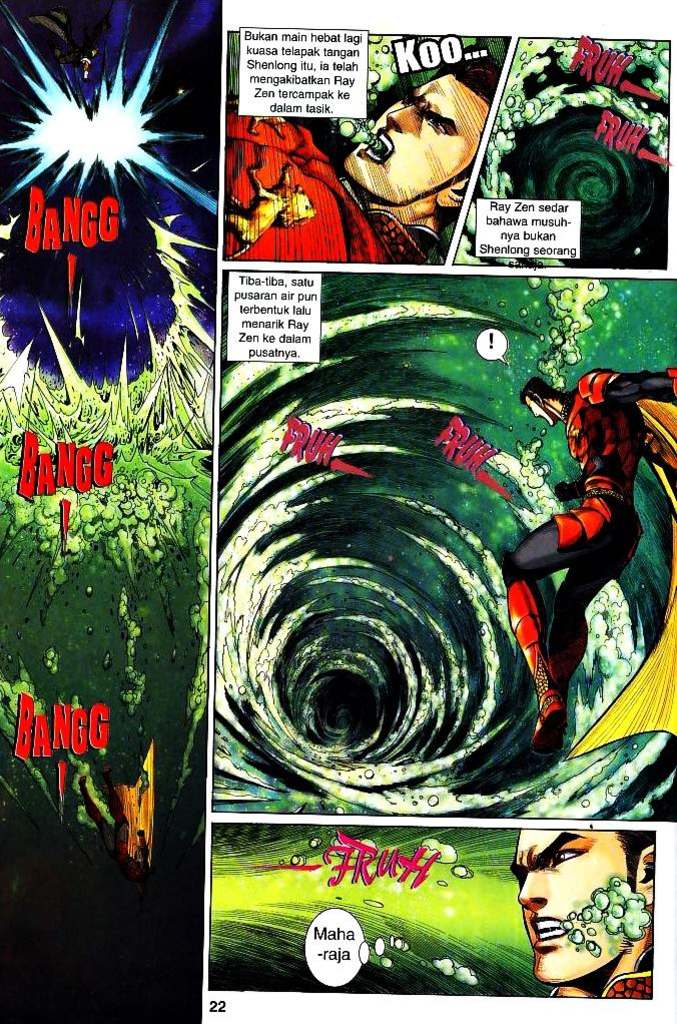 BANGG
!
BANGG
!
BANGG
!
Bukan main hebat lagi
kuasa telapak tangan
Shenlong itu, ia telah
mengakibatkan Ray
Zen tercampak ke
dalam tasik.
KOO...
FRUH
FRUH
Ray Zen sedar
bahawa musuh-
nya bukan
Shenlong seorang
Tiba-tiba, satu
pusaran air pun
terbentuk lalu
menarik Ray
Zen ke dalam
pusatnya.
!
FRUH
FRUH
FRUH
Maha
-raja
22